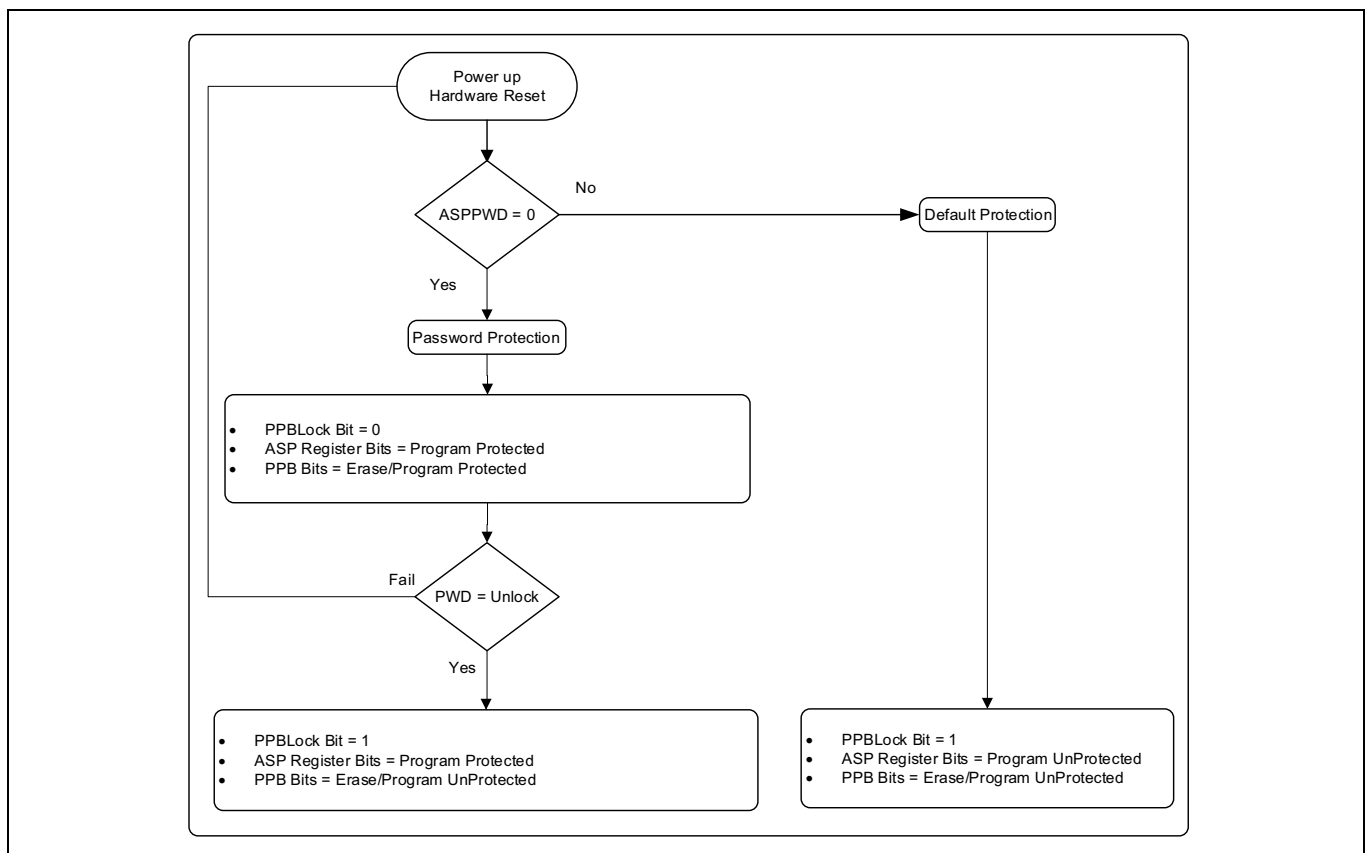 Power up
Hardware Reset
No
ASPPWD = 0
Default Protection
Yes
Password Protection
• PPBLock Bit = 0
• ASP Register Bits = Program Protected
• PPB Bits = Erase/Program Protected
Fail
PWD = Unlock
Yes
• PPBLock Bit = 1
• ASP Register Bits = Program Protected
• PPB Bits = Erase/Program UnProtected
• PPBLock Bit = 1
• ASP Register Bits = Program UnProtected
• PPB Bits = Erase/Program UnProtected